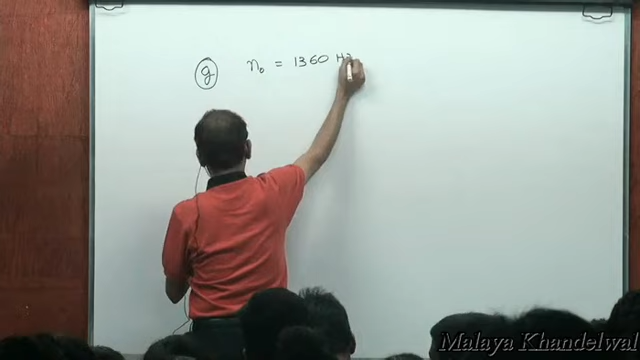 g n₀ = 1360 Hz
Malaya Khandelwal